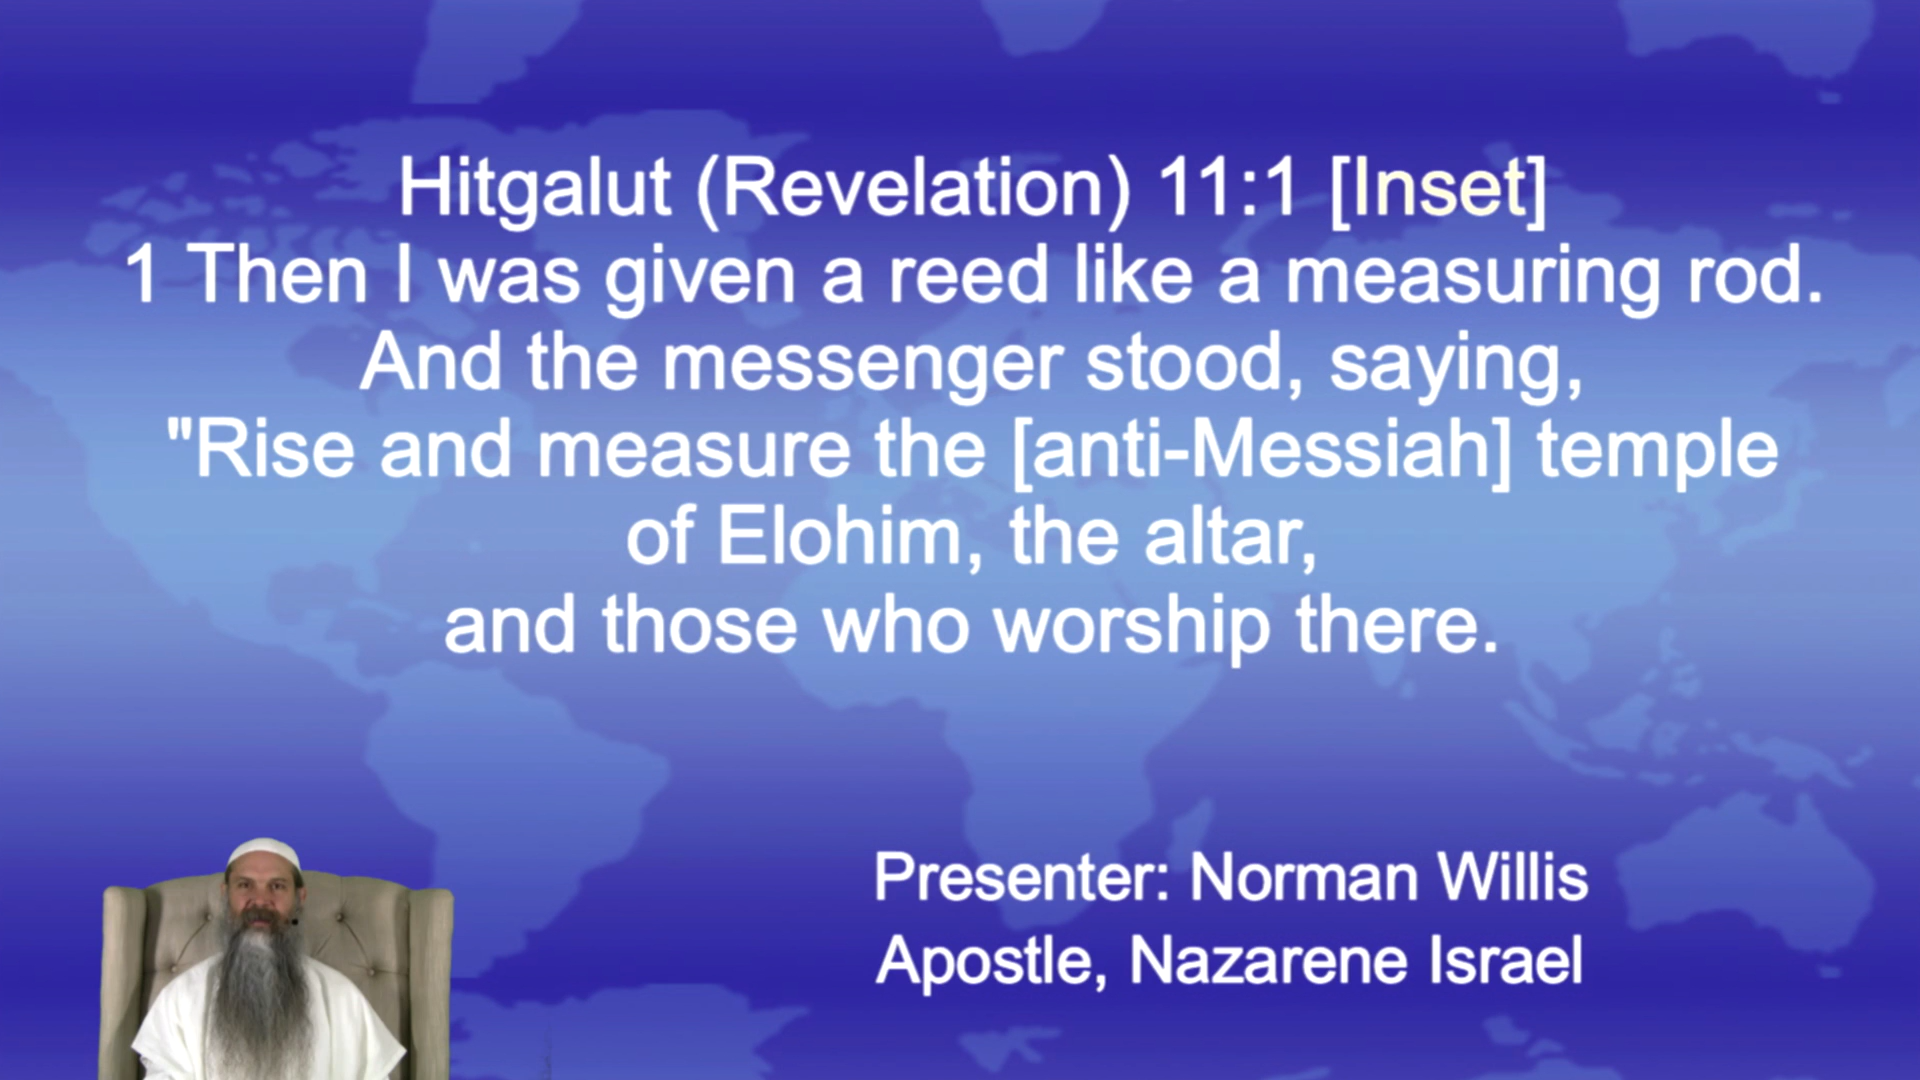 Hitgalut (Revelation) 11:1 [Inset]
1 Then I was given a reed like a measuring rod.
And the messenger stood, saying,
"Rise and measure the [anti-Messiah] temple
of Elohim, the altar,
and those who worship there.
Presenter: Norman Willis
Apostle, Nazarene Israel